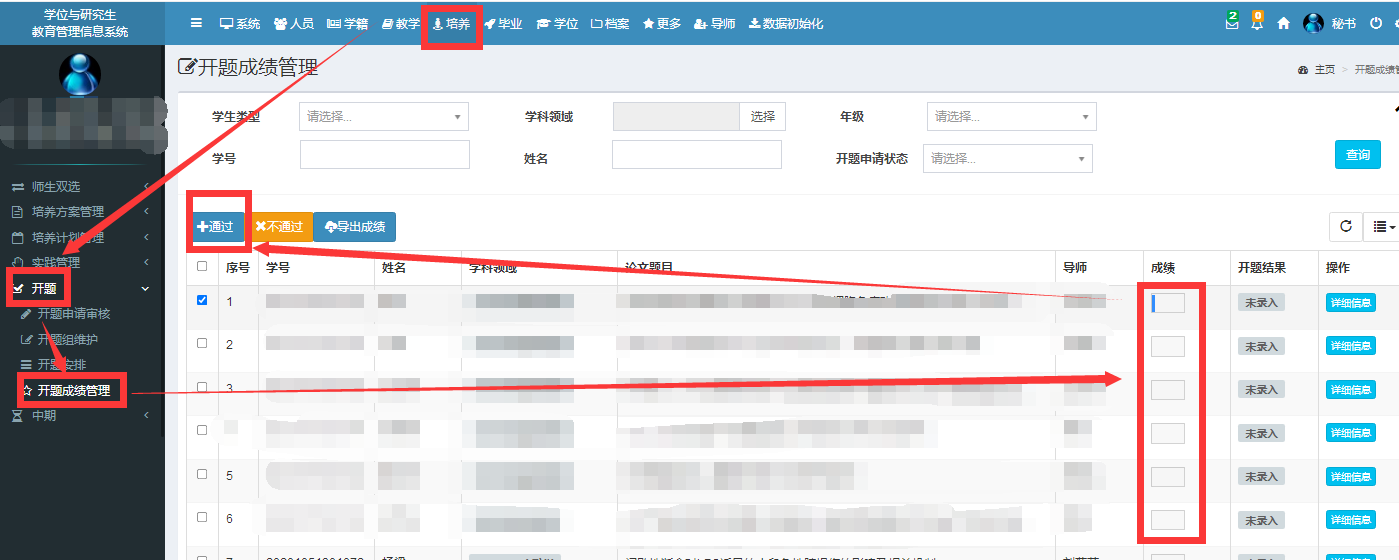 学位与研究生
教育管理信息系统
系统 人员 学籍 教学 培养 毕业 学位 档案 更多 导师 数据初始化
2 0 秘书
开题成绩管理
主页 > 开题成绩
学生类型 请选择... 学科领域 选择 年级 请选择...
学号 姓名 开题申请状态 请选择...
查询
师生双选
培养方案管理
培养计划管理
实践管理
开题
开题申请审核
开题组维护
开题安排
开题成绩管理
中期
通过 不通过 导出成绩
序号 学号 姓名 学科领域 论文题目 导师 成绩 开题结果 操作
1 未录入 详细信息
2 未录入 详细信息
3 未录入 详细信息
未录入 详细信息
5 未录入 详细信息
6 未录入 详细信息